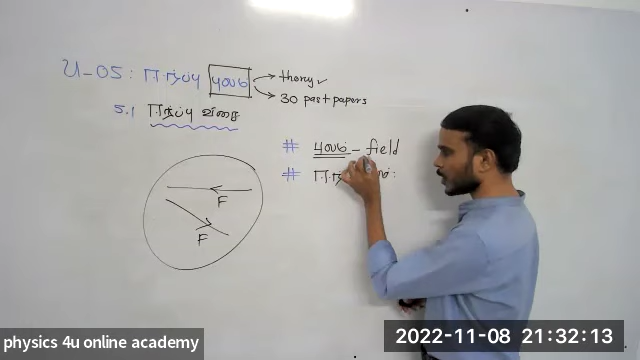 U-05: ஈர்ப்பு புலம்
theory ✓
30 past papers
5.1 ஈர்ப்பு விசை
# புலம் - field
#
F
F
physics 4u online academy
2022-11-08 21:32:13